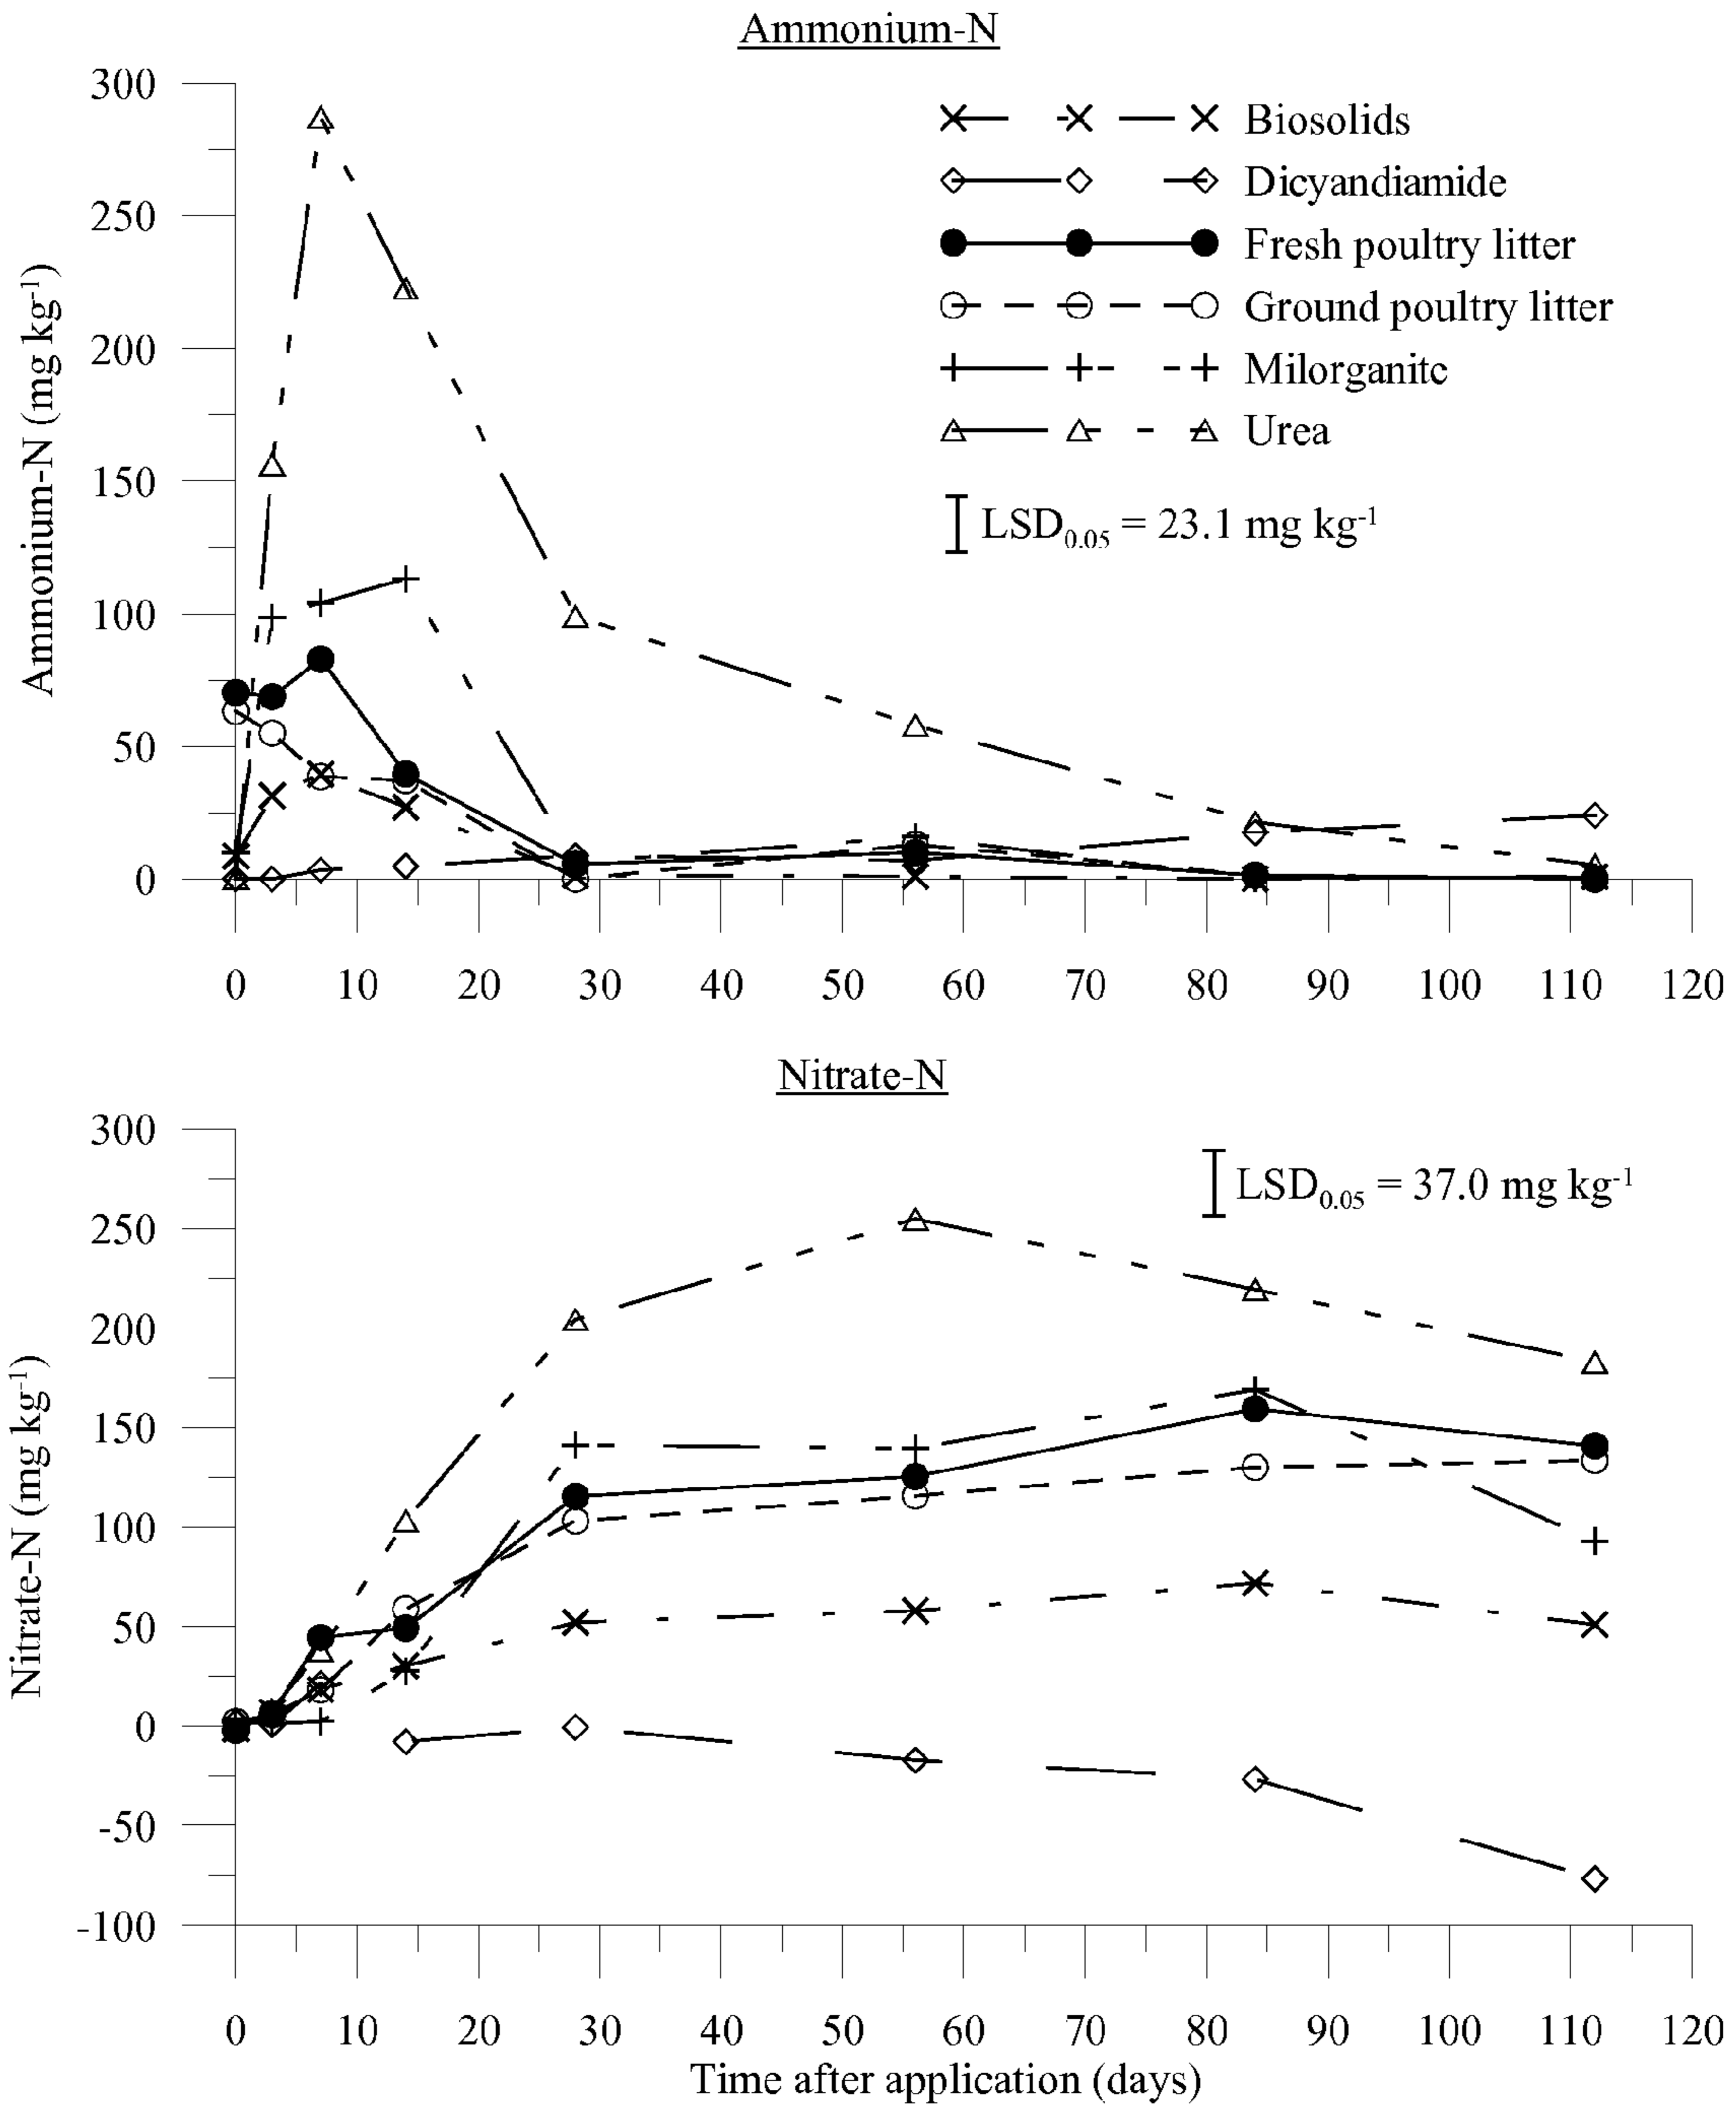 Ammonium-N
300
250
200
150
100
50
0
Ammonium-N (mg kg-1)
Biosolids
Dicyandiamide
Fresh poultry litter
Ground poultry litter
Milorganite
Urea
LSD0.05 = 23.1 mg kg-1
0 10 20 30 40 50 60 70 80 90 100 110 120
Nitrate-N
300
250
200
150
100
50
0
-50
-100
Nitrate-N (mg kg-1)
LSD0.05 = 37.0 mg kg-1
0 10 20 30 40 50 60 70 80 90 100 110 120
Time after application (days)